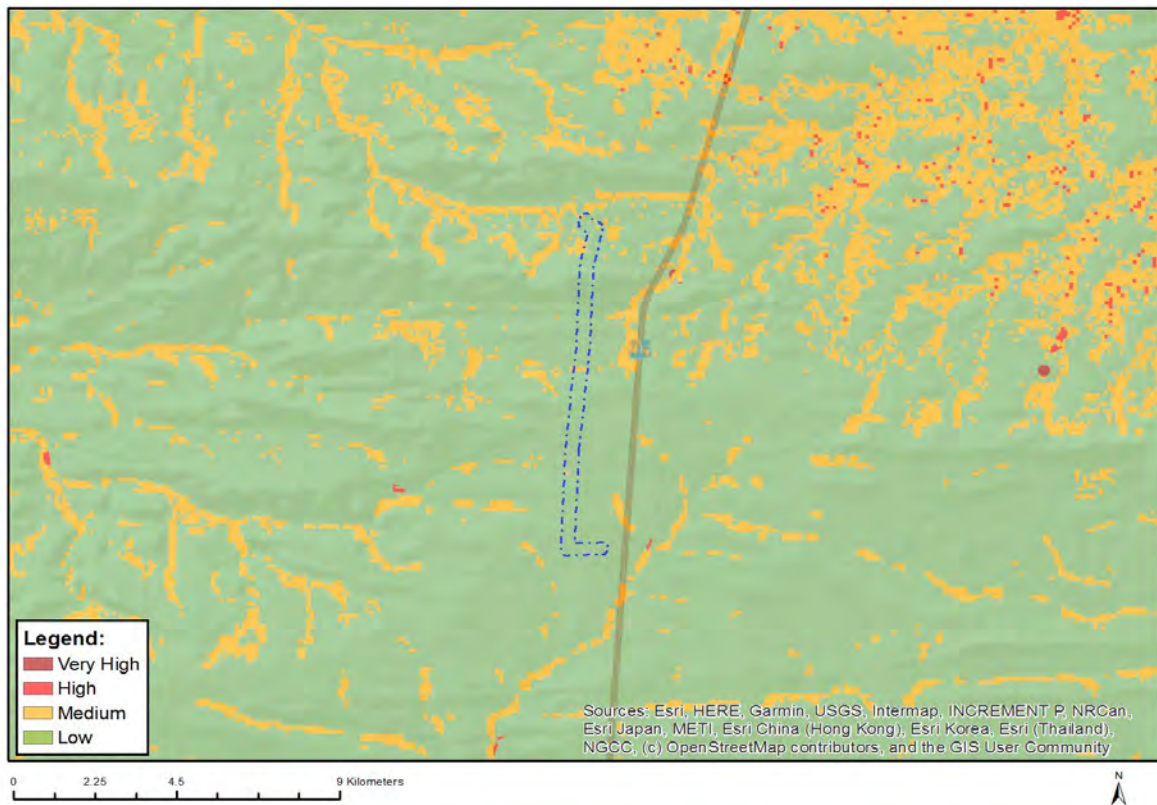 Legend:
Very High
High
Medium
Low
Sources: Esri, HERE, Garmin, USGS, Intermap, INCREMENT P, NRCan,
Esri Japan, METI, Esri China (Hong Kong), Esri Korea, Esri (Thailand),
NGCC, (c) OpenStreetMap contributors, and the GIS User Community
0 2.25 4.5 9 Kilometers
N